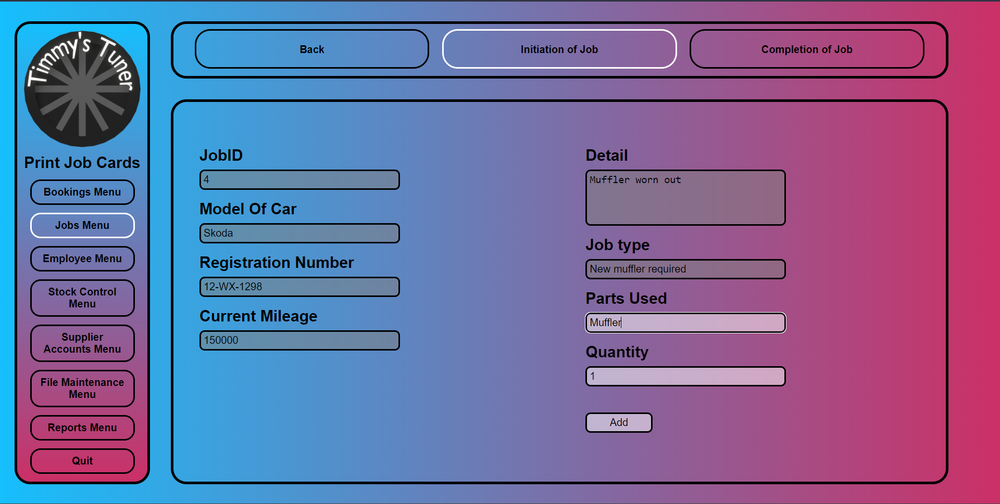 Timmy's Tuner
Print Job Cards
Bookings Menu
Jobs Menu
Employee Menu
Stock Control
Menu
Supplier
Accounts Menu
File Maintenance
Menu
Reports Menu
Quit
Back
Initiation of Job
Completion of Job
JobID
4
Model Of Car
Skoda
Registration Number
12-WX-1298
Current Mileage
150000
Detail
Muffler worn out
Job type
New muffler required
Parts Used
Muffler
Quantity
1
Add